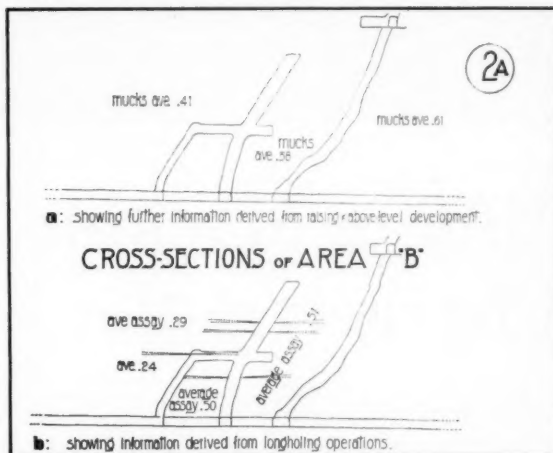 2A
mucks ave .41
mucks
ave .58
mucks ave .61
a: showing further information derived from raising & above level development.
CROSS-SECTIONS OF AREA "B"
ave assay .29
ave .24
average
assay .50
average assay .51
b: showing information derived from longholing operations.